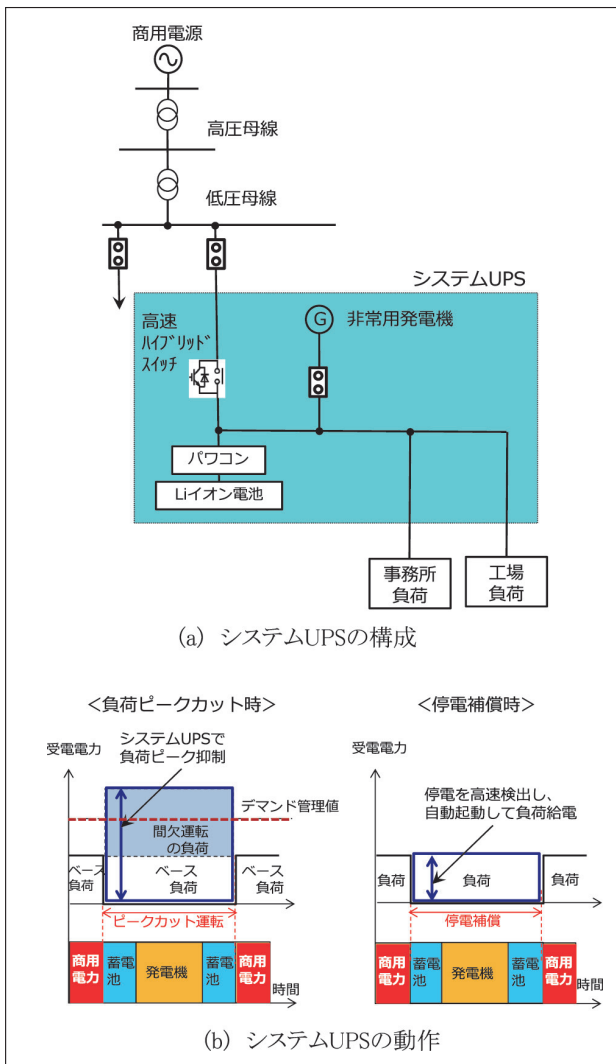 商用電源
高圧母線
低圧母線
システムUPS
高速
ﾊｲﾌﾞﾘｯﾄﾞ
ｽｲｯﾁ
G
非常用発電機
パワコン
Liイオン電池
事務所
負荷
工場
負荷
(a) システムUPSの構成
<負荷ピークカット時>
受電電力
システムUPSで
負荷ピーク抑制
デマンド管理値
間欠運転
の負荷
ベース
負荷
ベース
負荷
ベース
負荷
ピークカット運転
商用
電力
蓄電
池
発電機
蓄電
池
商用
電力
時間
<停電補償時>
受電電力
停電を高速検出し、
自動起動して負荷給電
負荷
負荷
負荷
停電補償
商用
電力
蓄電
池
発電機
蓄電
池
商用
電力
時間
(b) システムUPSの動作